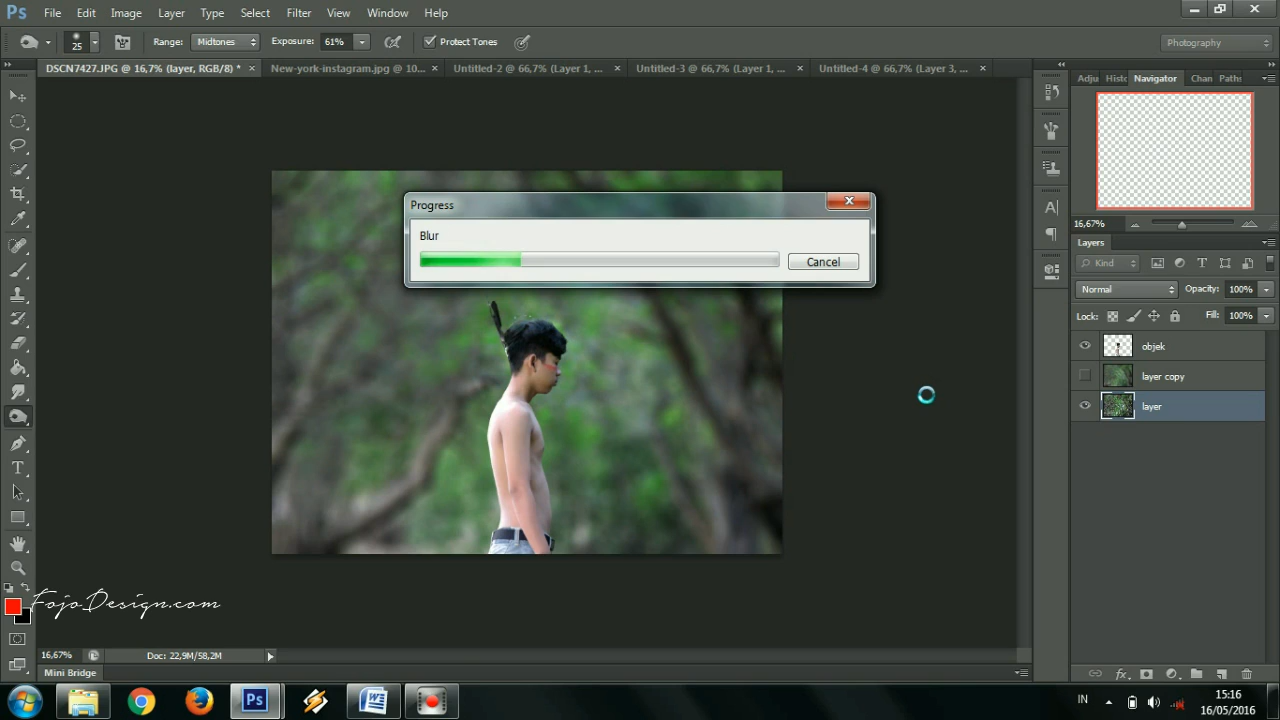 Ps File Edit Image Layer Type Select Filter View Window Help
25 Range: Midtones Exposure: 61% Protect Tones Photography
DSCN7427.JPG @ 16,7% (layer, RGB/8) * New-york-instagram.jpg @ 10... Untitled-2 @ 66,7% (Layer 1, ... Untitled-3 @ 66,7% (Layer 1, ... Untitled-4 @ 66,7% (Layer 3, ...
Adju Histo Navigator Chan Paths
Progress
Blur
Cancel
16,67%
Layers
Kind
Normal Opacity: 100%
Lock: Fill: 100%
objek
layer copy
layer
FojoDesign.com
16,67% Doc: 22,9M/58,2M
Mini Bridge
Ps IN 15:16
16/05/2016